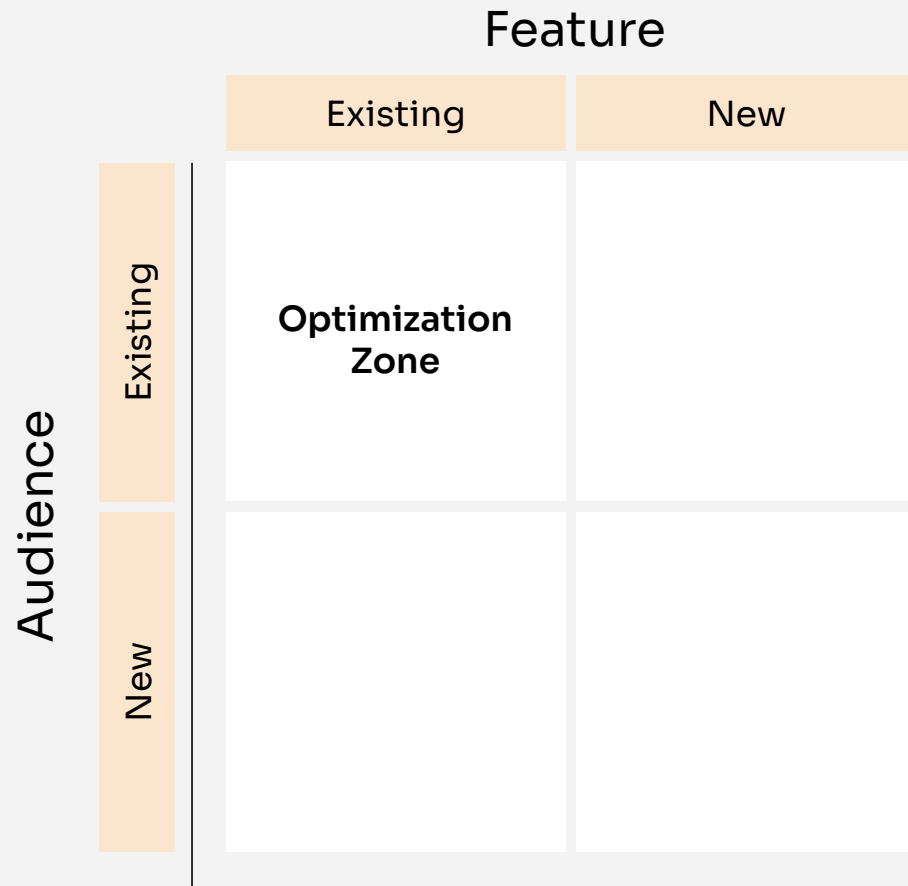 Feature
Existing
New
Existing
Optimization
Zone
Audience
New